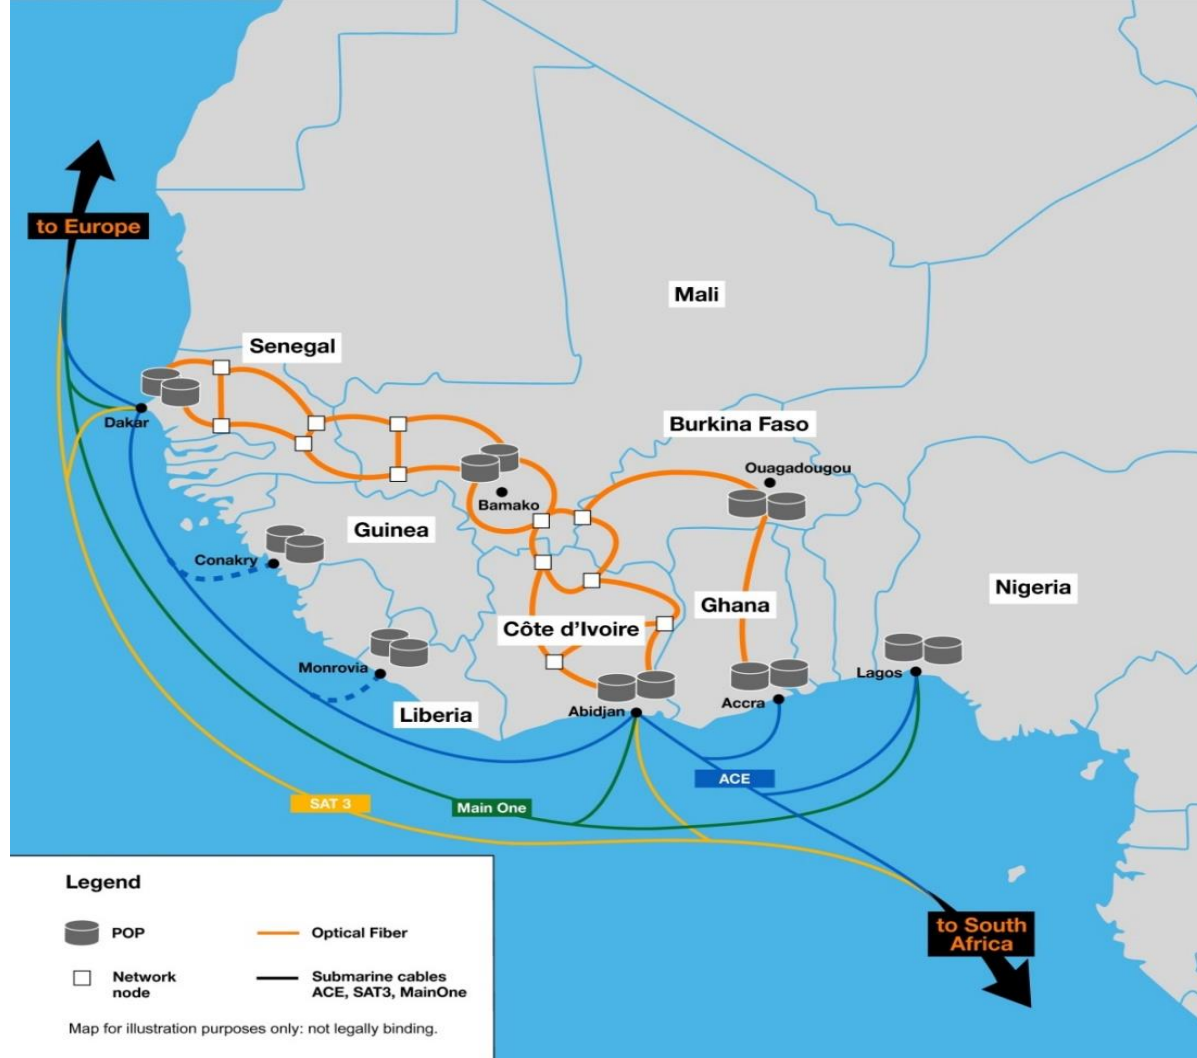 to Europe
Mali
Senegal
Burkina Faso
Dakar
Ouagadougou
Bamako
Guinea
Conakry
Nigeria
Ghana
Côte d'Ivoire
Monrovia
Lagos
Liberia
Abidjan
Accra
ACE
SAT 3
Main One
to South
Africa
Legend
POP
Optical Fiber
Network
node
Submarine cables
ACE, SAT3, MainOne
Map for illustration purposes only: not legally binding.